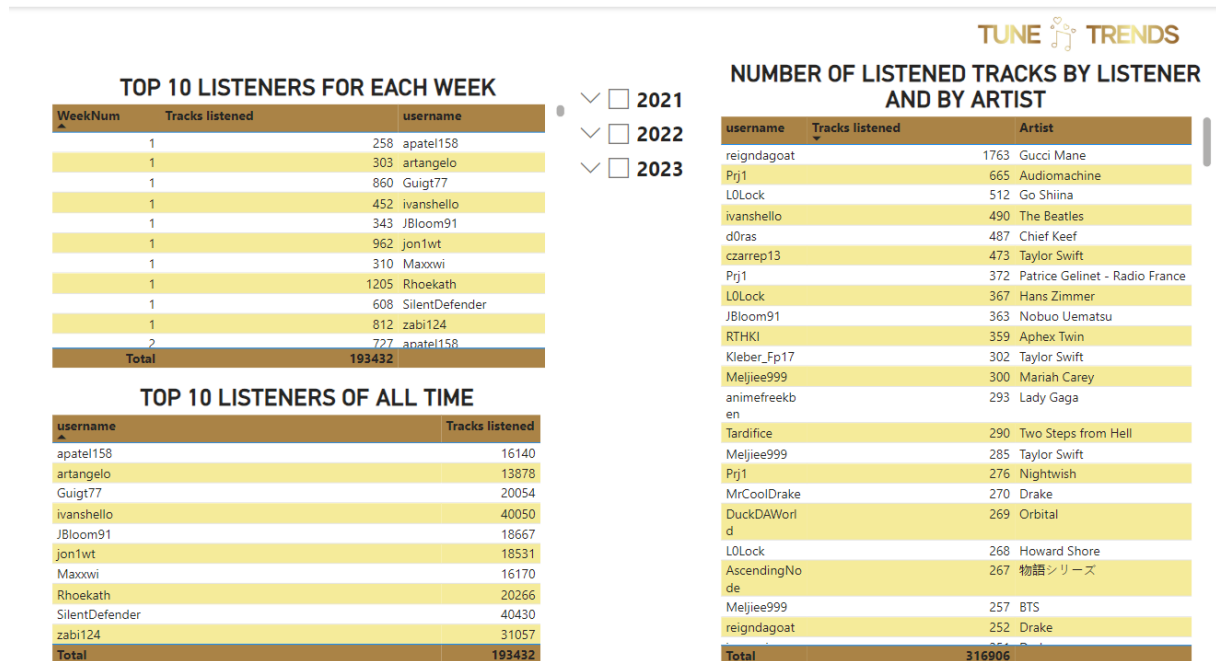 TUNE TRENDS
TOP 10 LISTENERS FOR EACH WEEK
WeekNum Tracks listened username
1 258 apatel158
1 303 artangelo
1 860 Guigt77
1 452 ivanshello
1 343 JBloom91
1 962 jon1wt
1 310 Maxxwi
1 1205 Rhoekath
1 608 SilentDefender
1 812 zabi124
2 727 apatel158
Total 193432
2021
2022
2023
TOP 10 LISTENERS OF ALL TIME
username Tracks listened
apatel158 16140
artangelo 13878
Guigt77 20054
ivanshello 40050
JBloom91 18667
jon1wt 18531
Maxxwi 16170
Rhoekath 20266
SilentDefender 40430
zabi124 31057
Total 193432
NUMBER OF LISTENED TRACKS BY LISTENER
AND BY ARTIST
username Tracks listened Artist
reigndagoat 1763 Gucci Mane
Prj1 665 Audiomachine
L0Lock 512 Go Shiina
ivanshello 490 The Beatles
d0ras 487 Chief Keef
czarrep13 473 Taylor Swift
Prj1 372 Patrice Gelinet - Radio France
L0Lock 367 Hans Zimmer
JBloom91 363 Nobuo Uematsu
RTHKI 359 Aphex Twin
Kleber_Fp17 302 Taylor Swift
Meljiee999 300 Mariah Carey
animefreekb 293 Lady Gaga
en
Tardifice 290 Two Steps from Hell
Meljiee999 285 Taylor Swift
Prj1 276 Nightwish
MrCoolDrake 270 Drake
DuckDAWorl 269 Orbital
d
L0Lock 268 Howard Shore
AscendingNo 267 物語シリーズ
de
Meljiee999 257 BTS
reigndagoat 252 Drake
Total 316906